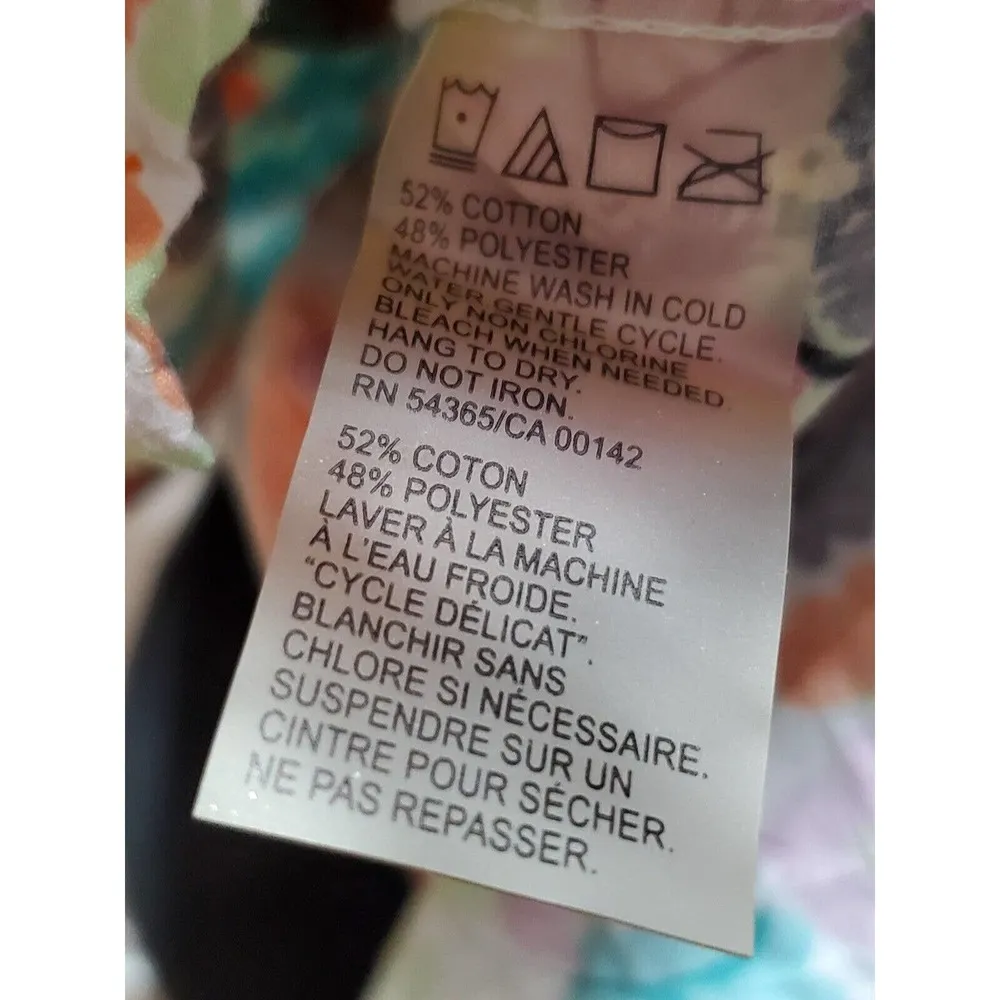 52% COTTON
48% POLYESTER
MACHINE WASH IN COLD
WATER GENTLE CYCLE.
ONLY NON CHLORINE
BLEACH WHEN NEEDED.
HANG TO DRY.
DO NOT IRON.
RN 54365/CA 00142
52% COTON
48% POLYESTER
LAVER À LA MACHINE
À L'EAU FROIDE.
“CYCLE DÉLICAT”.
BLANCHIR SANS
CHLORE SI NÉCESSAIRE.
SUSPENDRE SUR UN
CINTRE POUR SÉCHER.
NE PAS REPASSER.